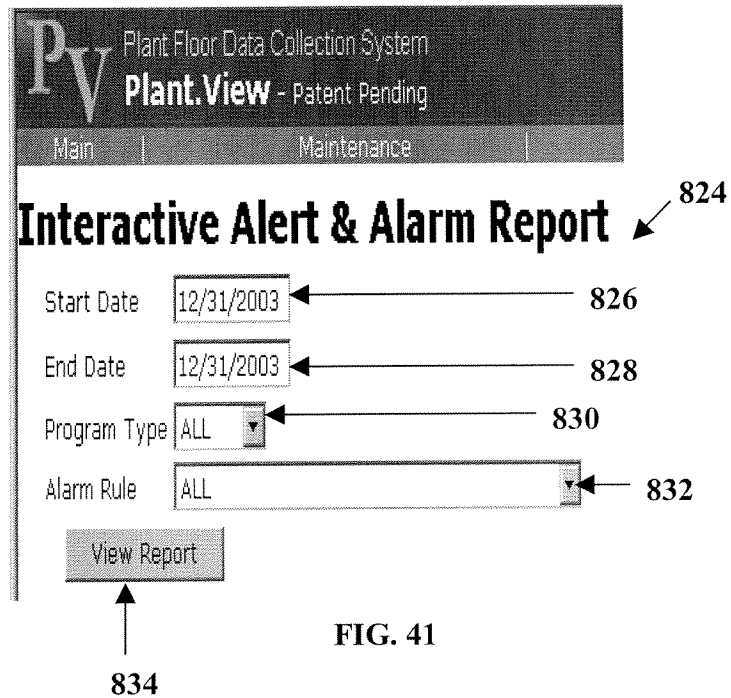 PV Plant Floor Data Collection System
Plant.View - Patent Pending
Main | Maintenance |
Interactive Alert & Alarm Report 824
Start Date 12/31/2003 826
End Date 12/31/2003 828
Program Type ALL 830
Alarm Rule ALL 832
View Report
834
FIG. 41